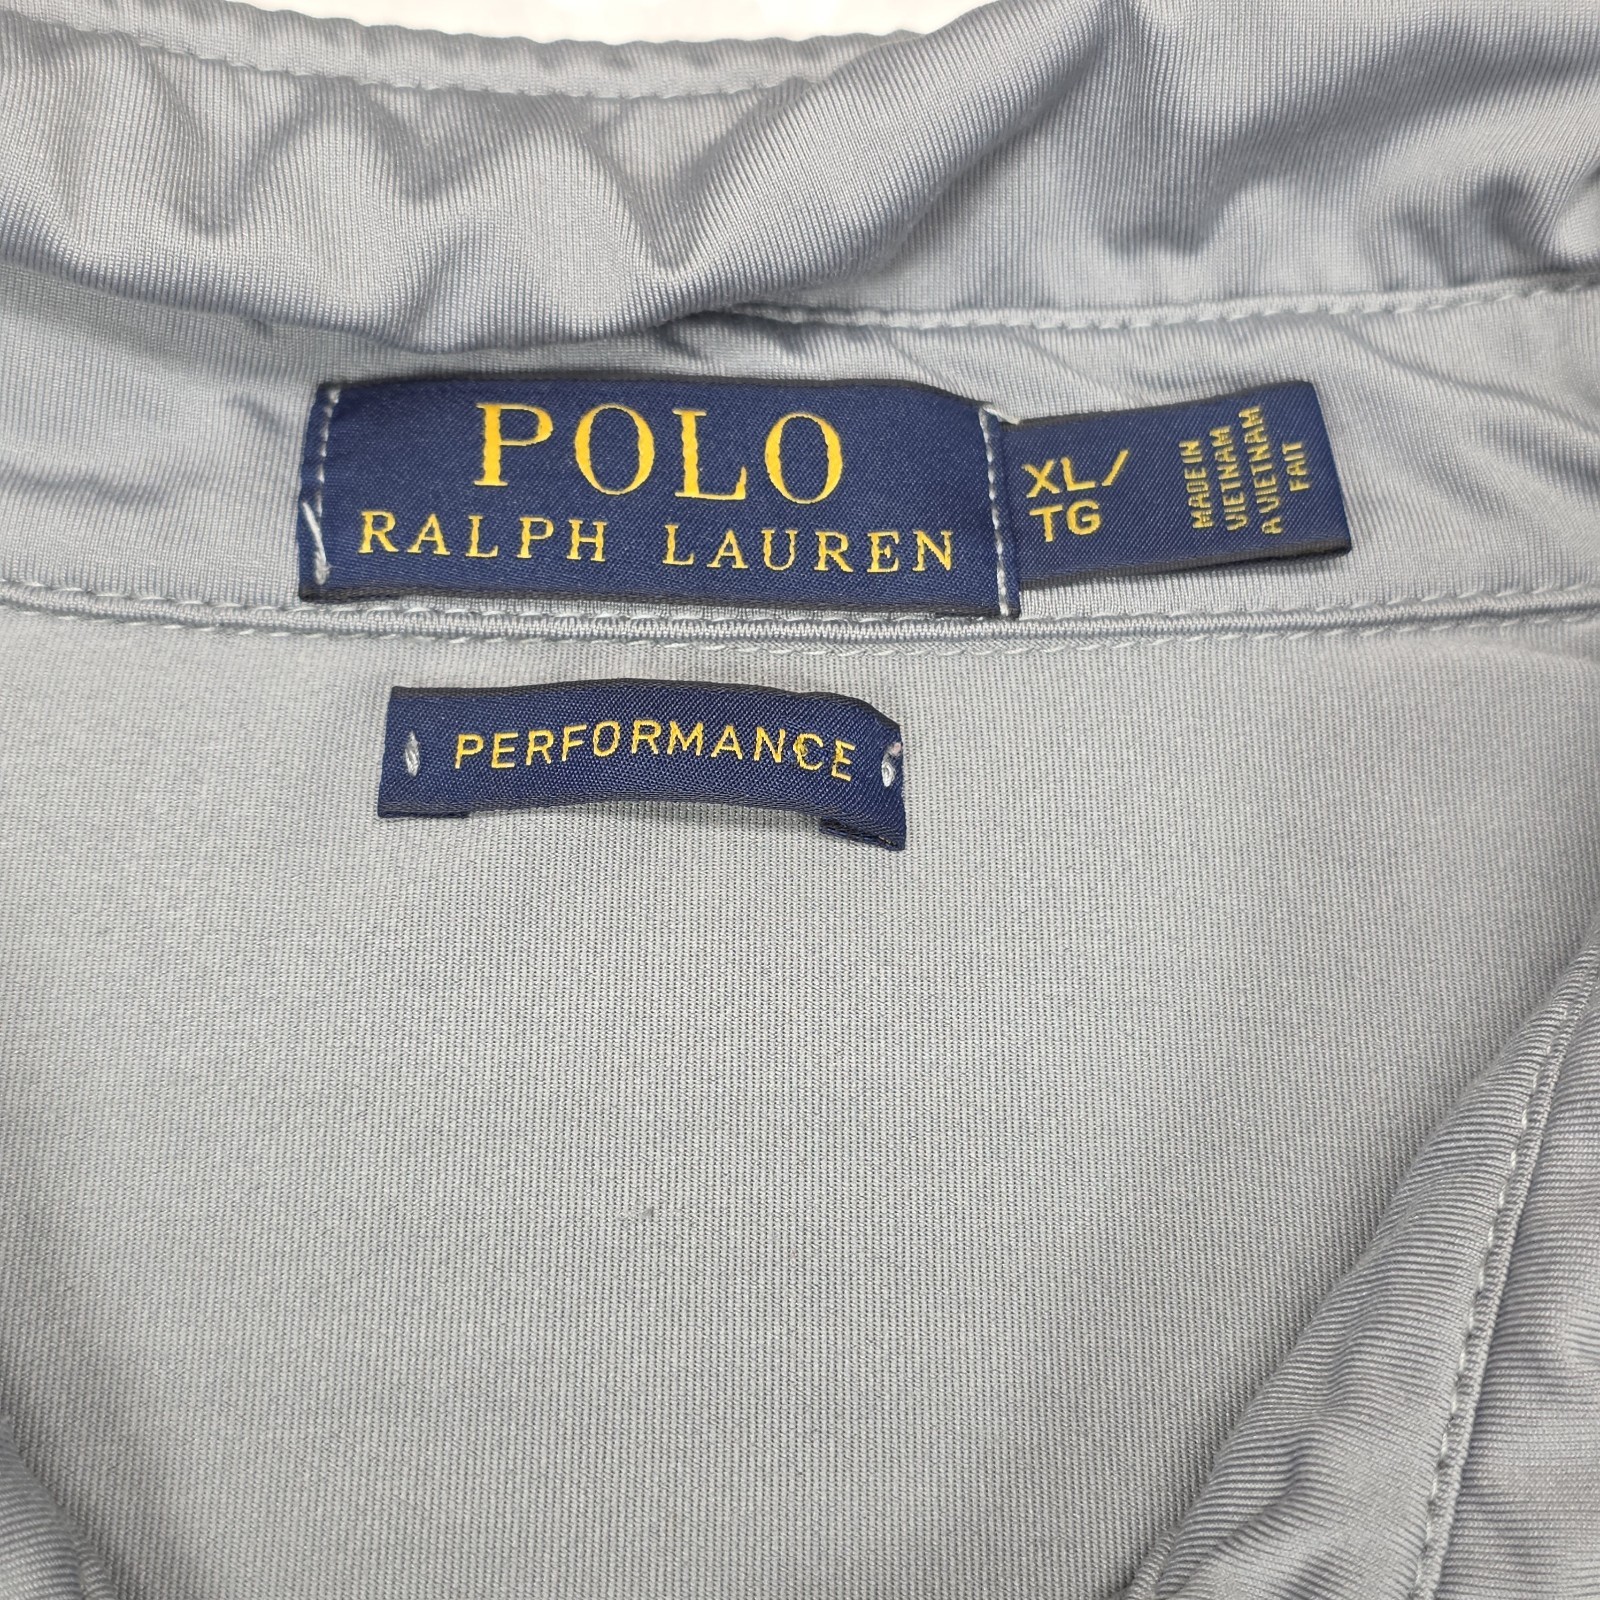 POLO
RALPH LAUREN
XL/
TG
MADE IN
VIETNAM
A VIETNAM
FAIT
PERFORMANCE